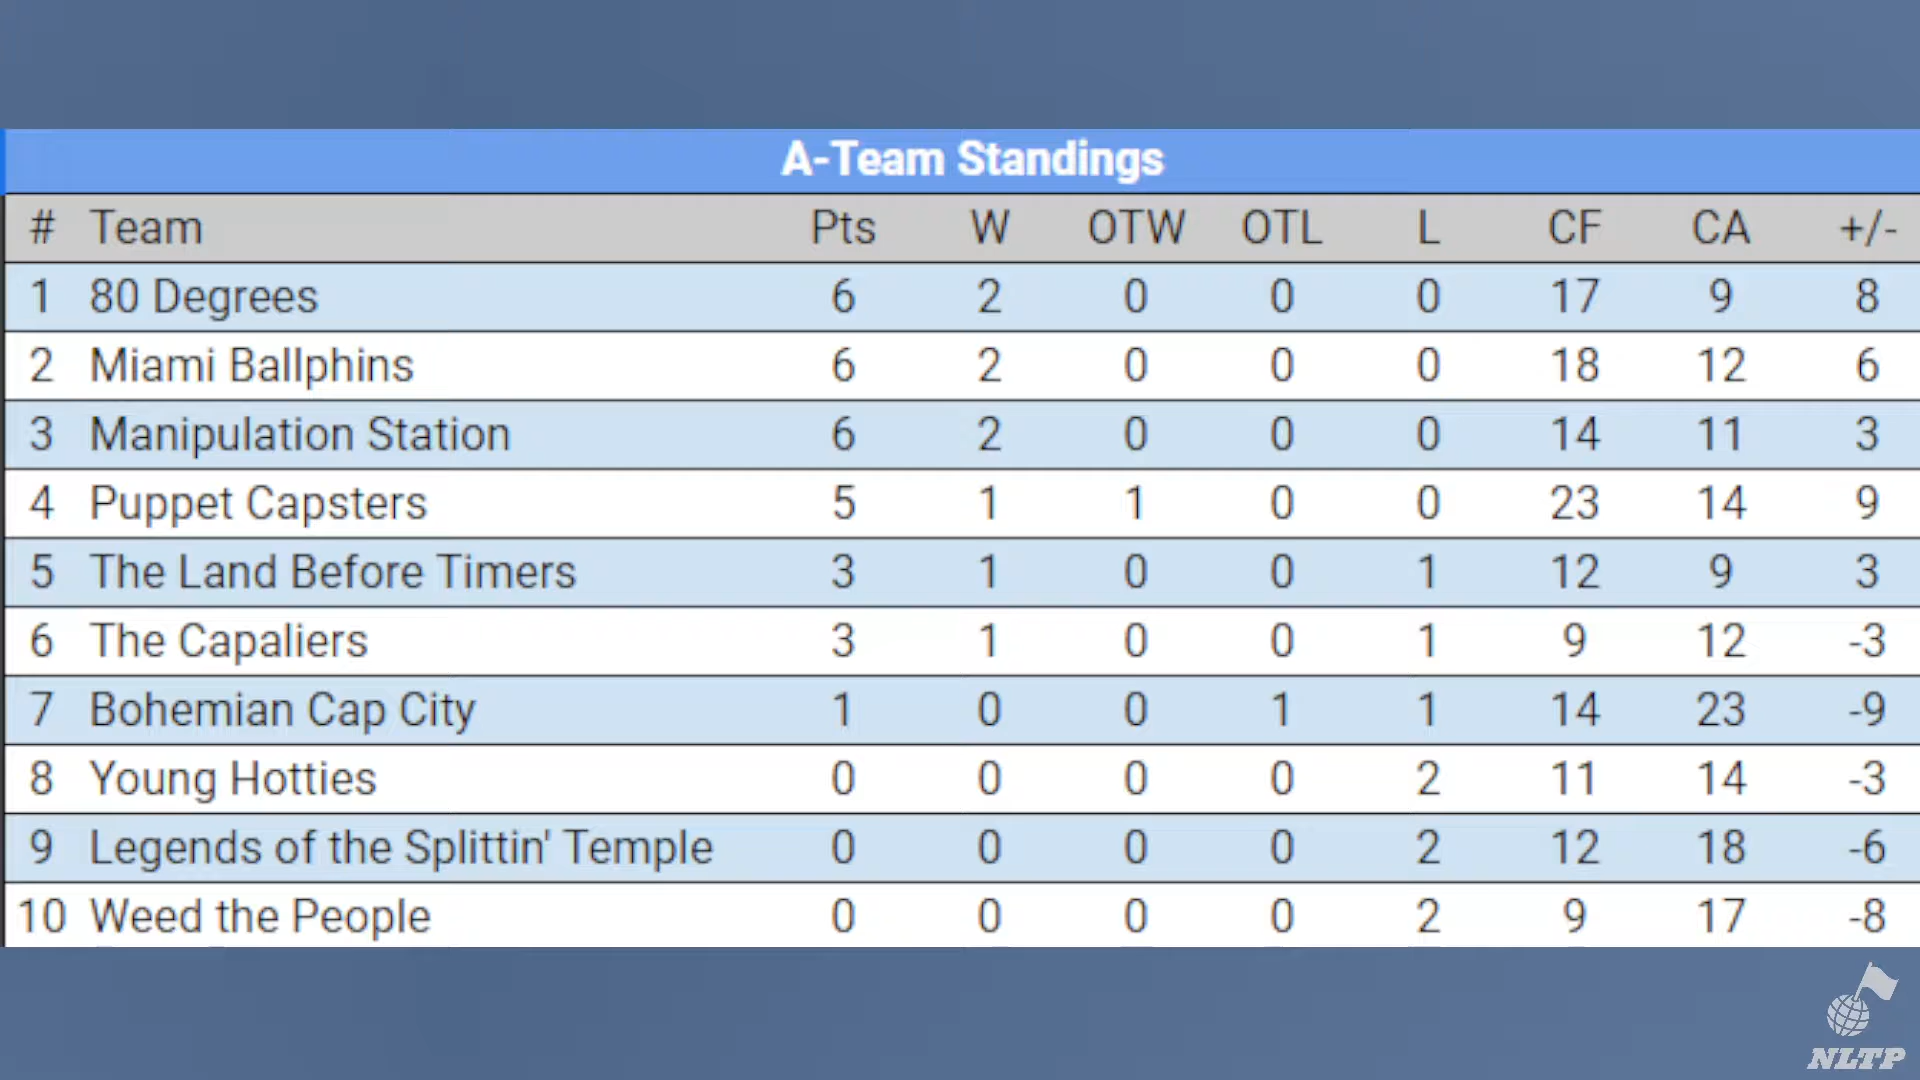 A-Team Standings
# Team Pts W OTW OTL L CF CA +/-
1 80 Degrees 6 2 0 0 0 17 9 8
2 Miami Ballphins 6 2 0 0 0 18 12 6
3 Manipulation Station 6 2 0 0 0 14 11 3
4 Puppet Capsters 5 1 1 0 0 23 14 9
5 The Land Before Timers 3 1 0 0 1 12 9 3
6 The Capaliers 3 1 0 0 1 9 12 -3
7 Bohemian Cap City 1 0 0 1 1 14 23 -9
8 Young Hotties 0 0 0 0 2 11 14 -3
9 Legends of the Splittin' Temple 0 0 0 0 2 12 18 -6
10 Weed the People 0 0 0 0 2 9 17 -8
NLTP